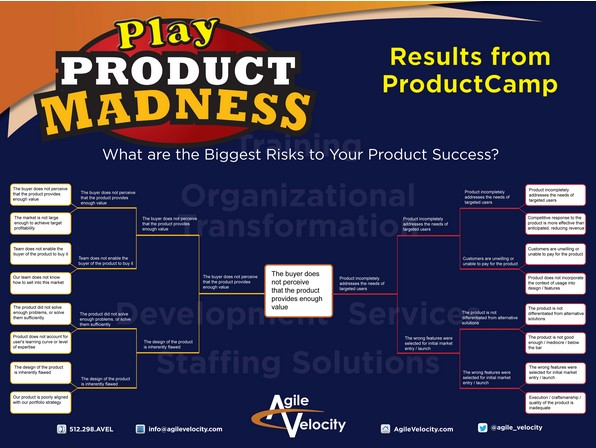 Play
PRODUCT
MADNESS
Results from
ProductCamp
Training
What are the Biggest Risks to Your Product Success?
Organizational
Transformation
Development Services
Staffing Solutions
The buyer does not perceive
that the product provides
enough value
The market is not large
enough to achieve target
profitability
Team does not enable the
buyer of the product to buy it
Our team does not know
how to sell into this market
The product did not solve
enough problems, or solve
them sufficiently
Product does not account for
user's learning curve or level
of expertise
The design of the product
is inherently flawed
Our product is poorly aligned
with our portfolio strategy
The buyer does not perceive
that the product provides
enough value
Team does not enable the
buyer of the product to buy it
The product did not solve
enough problems, or solve
them sufficiently
The design of the product
is inherently flawed
The buyer does not perceive
that the product provides
enough value
The design of the product
is inherently flawed
The buyer does not perceive
that the product provides
enough value
The buyer does
not perceive
that the product
provides enough
value
Product incompletely
addresses the needs of
targeted users
Product incompletely
addresses the needs of
targeted users
The wrong features were
selected for initial market
entry / launch
Product incompletely
addresses the needs of
targeted users
Customers are unwilling or
unable to pay for the product
The product is not
differentiated from alternative
solutions
The wrong features were
selected for initial market
entry / launch
Product incompletely
addresses the needs of
targeted users
Competitive response to the
product is more effective than
anticipated, reducing revenue
Customers are unwilling or
unable to pay for the product
The product does not
incorporate the context of usage into
design / features
The product is not
differentiated from alternative
solutions
The product is not good
enough / mediocre / below
the bar
The wrong features were
selected for initial market
entry / launch
Execution / craftsmanship /
quality of the product is
inadequate
512.298.AVEL
info@agilevelocity.com
Agile
Velocity
AgileVelocity.com
@agile_velocity